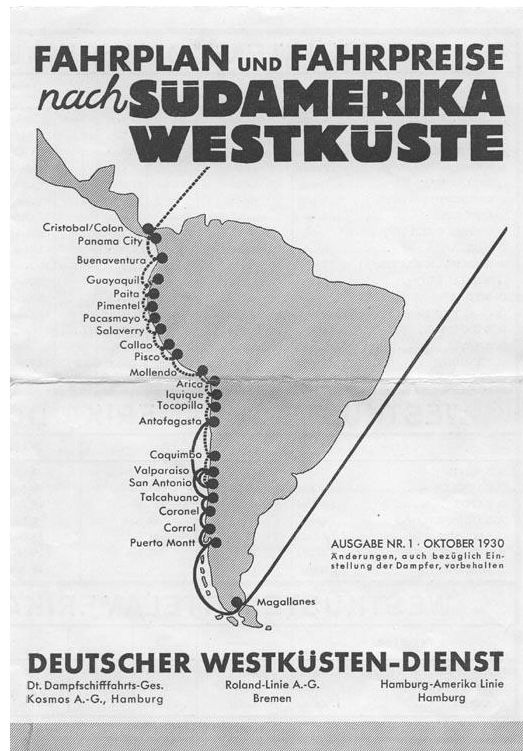 FAHRPLAN UND FAHRPREISE
nach SÜDAMERIKA
WESTKÜSTE
Cristobal/Colon
Panama City
Buenaventura
Guayaquil
Paita
Pimentel
Pacasmayo
Salaverry
Callao
Pisco
Mollendo
Arica
Iquique
Tocopilla
Antofagasta
Coquimbo
Valparaiso
San Antonio
Talcahuano
Coronel
Corral
Puerto Montt
Magallanes
AUSGABE NR. 1 · OKTOBER 1930
Änderungen, auch bezüglich Ein-
stellung der Dampfer, vorbehalten
DEUTSCHER WESTKÜSTEN-DIENST
Dt. Dampfschifffahrts-Ges.
Kosmos A.-G., Hamburg
Roland-Linie A.-G.
Bremen
Hamburg-Amerika Linie
Hamburg